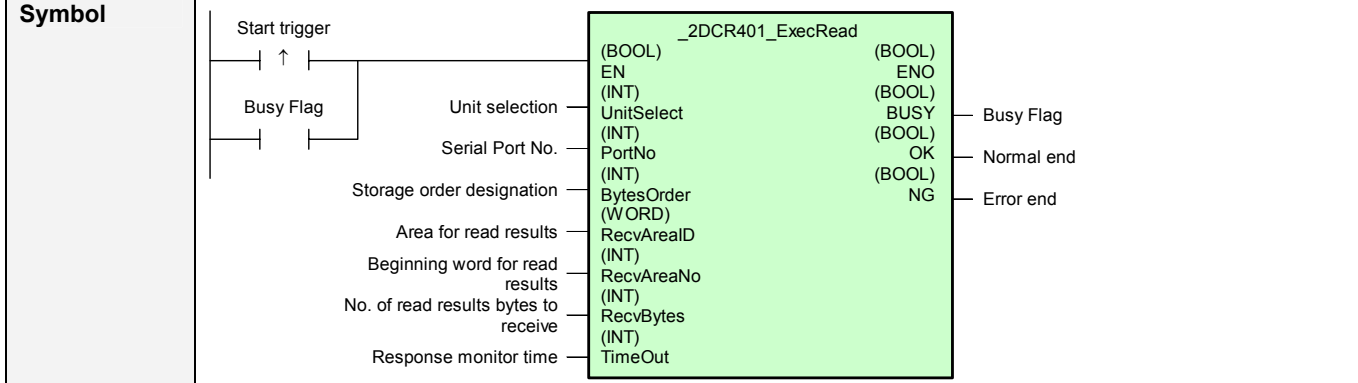 Symbol
Start trigger
↑
Busy Flag
Unit selection
Serial Port No.
Storage order designation
Area for read results
Beginning word for read
results
No. of read results bytes to
receive
Response monitor time
_2DCR401_ExecRead
(BOOL) (BOOL)
EN ENO
(INT) (BOOL)
UnitSelect BUSY
(INT) (BOOL)
PortNo OK
(INT) (BOOL)
BytesOrder NG
(WORD)
RecvAreaID
(INT)
RecvAreaNo
(INT)
RecvBytes
(INT)
TimeOut
Busy Flag
Normal end
Error end